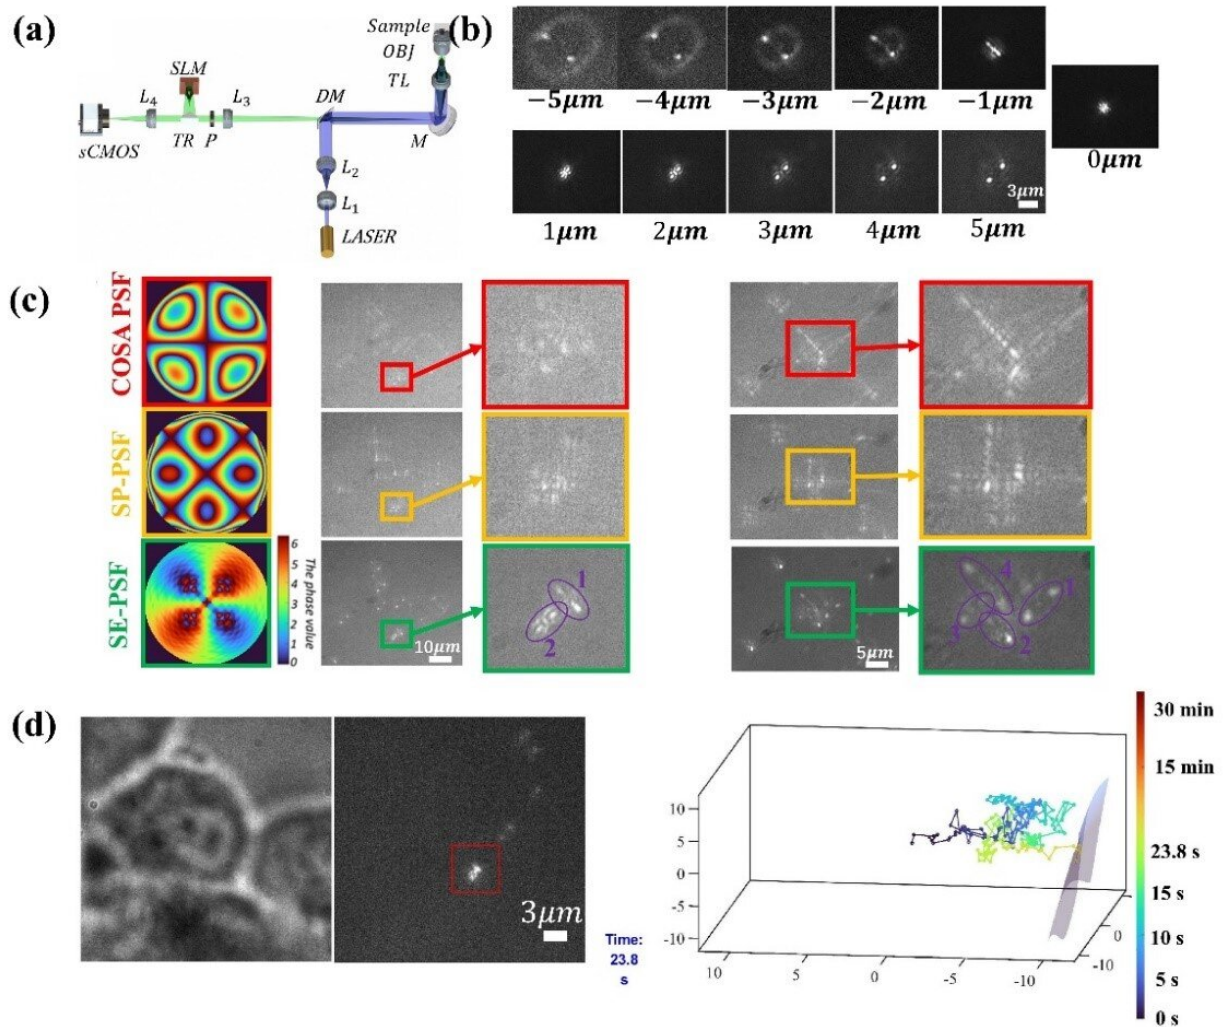 (a)
Sample
OBJ
TL
SLM
L4
L3
DM
sCMOS
TR
P
M
L2
L1
LASER
(b)
−5μm
−4μm
−3μm
−2μm
−1μm
0μm
1μm
2μm
3μm
4μm
5μm
3μm
(c)
COSA PSF
SP-PSF
SE-PSF
6
5
4
3
2
1
0
The phase value
10μm
1
2
5μm
4
1
3
2
(d)
3μm
Time:
23.8
s
10
5
0
-5
-10
10
5
0
-5
-10
0
-10
30 min
15 min
23.8 s
15 s
10 s
5 s
0 s